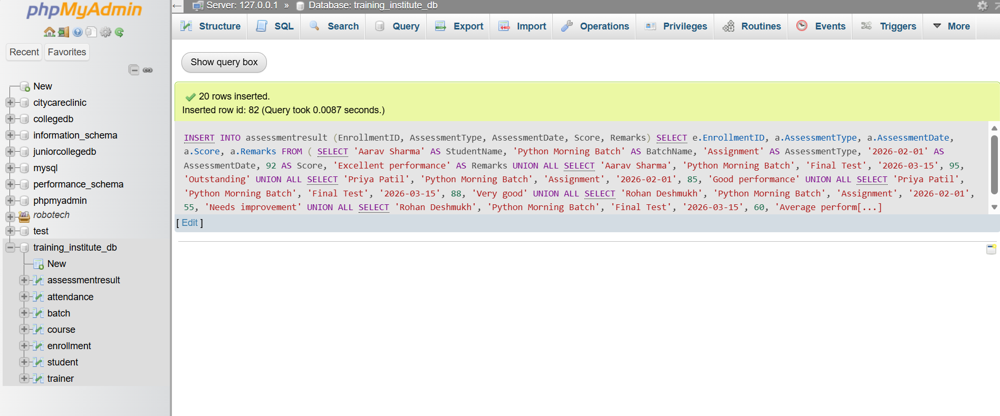 phpMyAdmin
Recent
Favorites
New
citycareclinic
collegedb
information_schema
juniorcollegedb
mysql
performance_schema
phpmyadmin
robotech
test
training_institute_db
New
assessmentresult
attendance
batch
course
enrollment
student
trainer
Server: 127.0.0.1 » Database: training_institute_db
Structure SQL Search Query Export Import Operations Privileges Routines Events Triggers More
Show query box
20 rows inserted.
Inserted row id: 82 (Query took 0.0087 seconds.)
INSERT INTO assessmentresult (EnrollmentID, AssessmentType, AssessmentDate, Score, Remarks) SELECT e.EnrollmentID, a.AssessmentType, a.AssessmentDate,
a.Score, a.Remarks FROM ( SELECT 'Aarav Sharma' AS StudentName, 'Python Morning Batch' AS BatchName, 'Assignment' AS AssessmentType, '2026-02-01' AS
AssessmentDate, 92 AS Score, 'Excellent performance' AS Remarks UNION ALL SELECT 'Aarav Sharma', 'Python Morning Batch', 'Final Test', '2026-03-15', 95,
'Outstanding' UNION ALL SELECT 'Priya Patil', 'Python Morning Batch', 'Assignment', '2026-02-01', 85, 'Good performance' UNION ALL SELECT 'Priya Patil',
'Python Morning Batch', 'Final Test', '2026-03-15', 88, 'Very good' UNION ALL SELECT 'Rohan Deshmukh', 'Python Morning Batch', 'Assignment', '2026-02-01',
55, 'Needs improvement' UNION ALL SELECT 'Rohan Deshmukh', 'Python Morning Batch', 'Final Test', '2026-03-15', 60, 'Average perform[...]
[ Edit ]